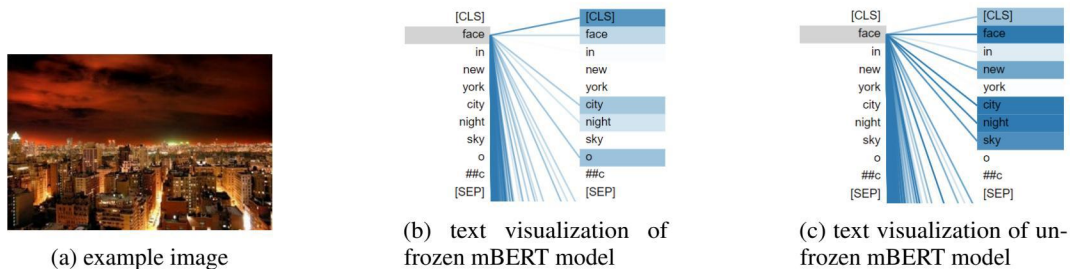 [CLS] [CLS]
face face
in in
new new
york york
city city
night night
sky sky
o o
##c ##c
[SEP] [SEP]
(b) text visualization of
frozen mBERT model
[CLS] [CLS]
face face
in in
new new
york york
city city
night night
sky sky
o o
##c ##c
[SEP] [SEP]
(c) text visualization of un-
frozen mBERT model
(a) example image